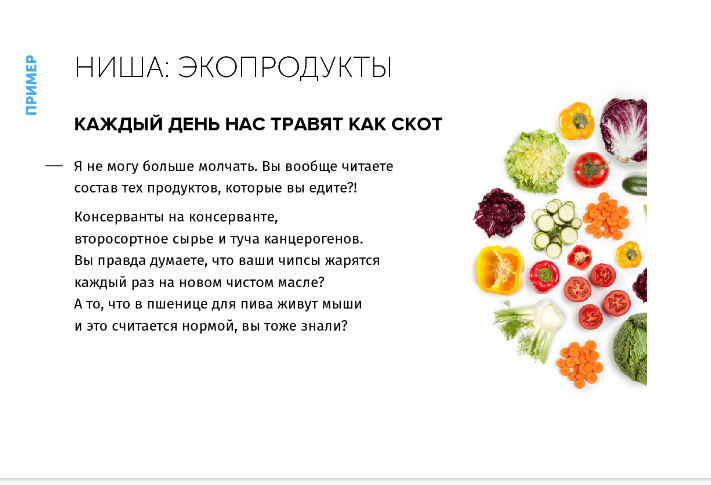 ПРИМЕР
НИША: ЭКОПРОДУКТЫ
КАЖДЫЙ ДЕНЬ НАС ТРАВЯТ КАК СКОТ
— Я не могу больше молчать. Вы вообще читаете
состав тех продуктов, которые вы едите?!
Консерванты на консерванте,
второсортное сырье и туча канцерогенов.
Вы правда думаете, что ваши чипсы жарятся
каждый раз на новом чистом масле?
А то, что в пшенице для пива живут мыши
и это считается нормой, вы тоже знали?